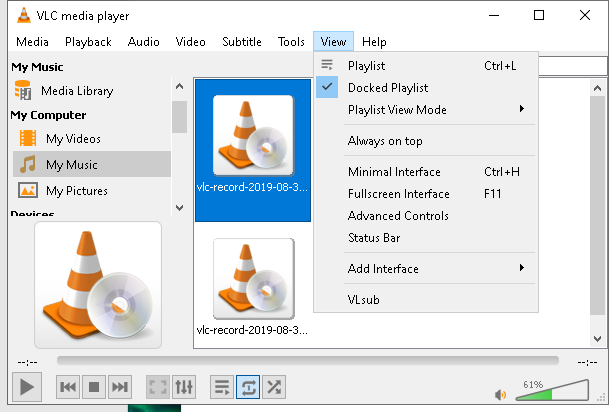 VLC media player
Media Playback Audio Video Subtitle Tools View Help
My Music
Media Library
My Computer
My Videos
My Music
My Pictures
Devices
vlc-record-2019-08-3...
vlc-record-2019-08-3...
Playlist Ctrl+L
Docked Playlist
Playlist View Mode
Always on top
Minimal Interface Ctrl+H
Fullscreen Interface F11
Advanced Controls
Status Bar
Add Interface
VLsub
--:-- --:--
61%